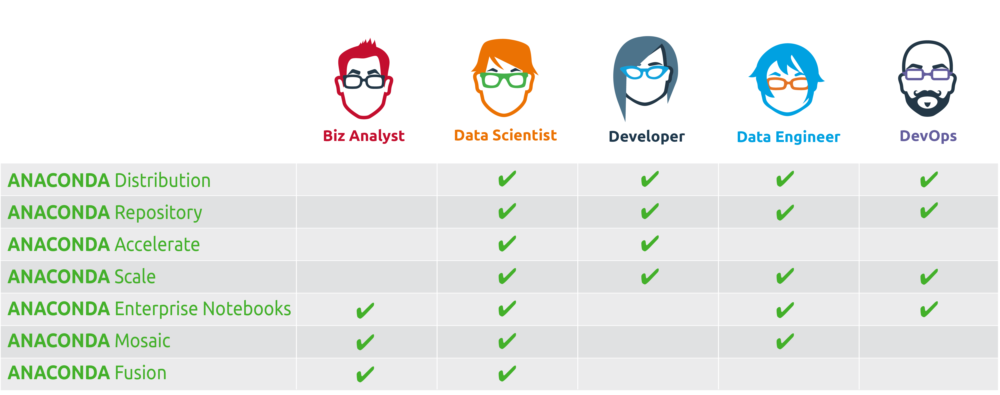 Biz Analyst
Data Scientist
Developer
Data Engineer
DevOps
ANACONDA Distribution
ANACONDA Repository
ANACONDA Accelerate
ANACONDA Scale
ANACONDA Enterprise Notebooks
ANACONDA Mosaic
ANACONDA Fusion